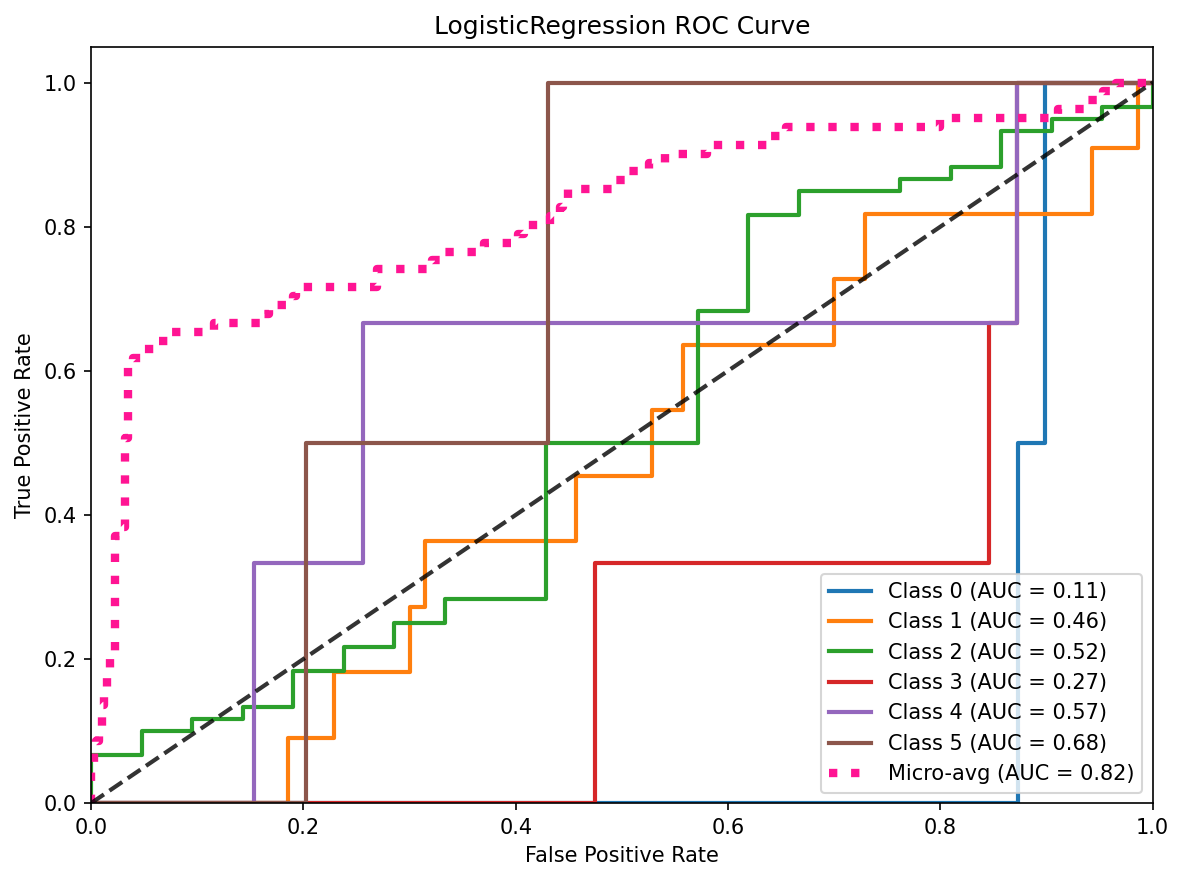 LogisticRegression ROC Curve
True Positive Rate
1.0
0.8
0.6
0.4
0.2
0.0
Class 0 (AUC = 0.11)
Class 1 (AUC = 0.46)
Class 2 (AUC = 0.52)
Class 3 (AUC = 0.27)
Class 4 (AUC = 0.57)
Class 5 (AUC = 0.68)
Micro-avg (AUC = 0.82)
0.0 0.2 0.4 0.6 0.8 1.0
False Positive Rate